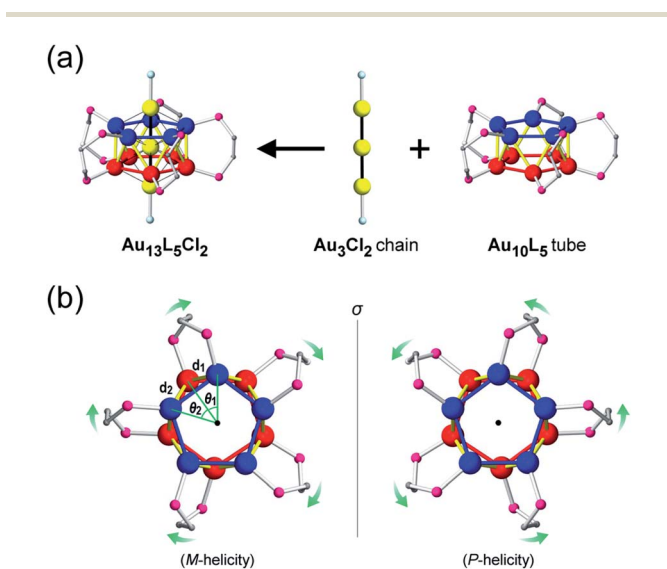 (a)
+
Au13L5Cl2
Au3Cl2 chain
Au10L5 tube
(b)
σ
d1
d2
θ1
θ2
(M-helicity)
(P-helicity)